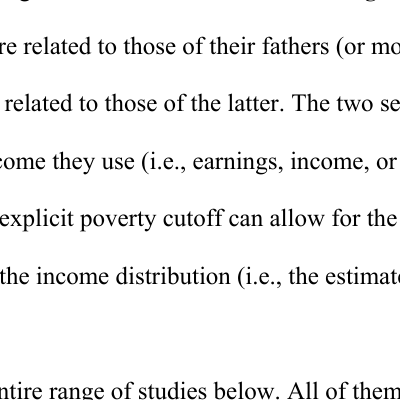 re related to those of their fathers (or mo
related to those of the latter. The two se
come they use (i.e., earnings, income, or
explicit poverty cutoff can allow for the
the income distribution (i.e., the estimat
ntire range of studies below. All of them